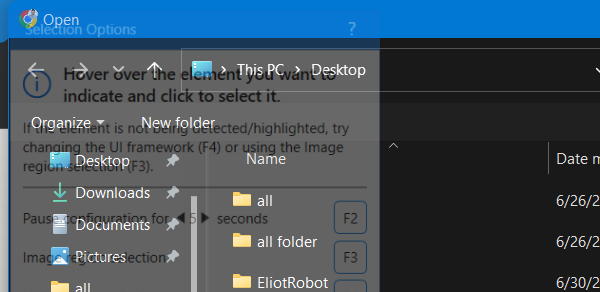 Open
Selection Options ?
This PC > Desktop
Hover over the element you want to
indicate and click to select it.
Organize New folder
If the element is not being detected/highlighted, try
changing the UI framework (F4) or using the Image
region selection (F3).
Desktop
Name
Date m
Downloads
all
6/26/2
Pause configuration for 5 seconds F2
Documents
all folder
6/26/2
Pictures
Image region selection F3
all
EliotRobot
6/30/2